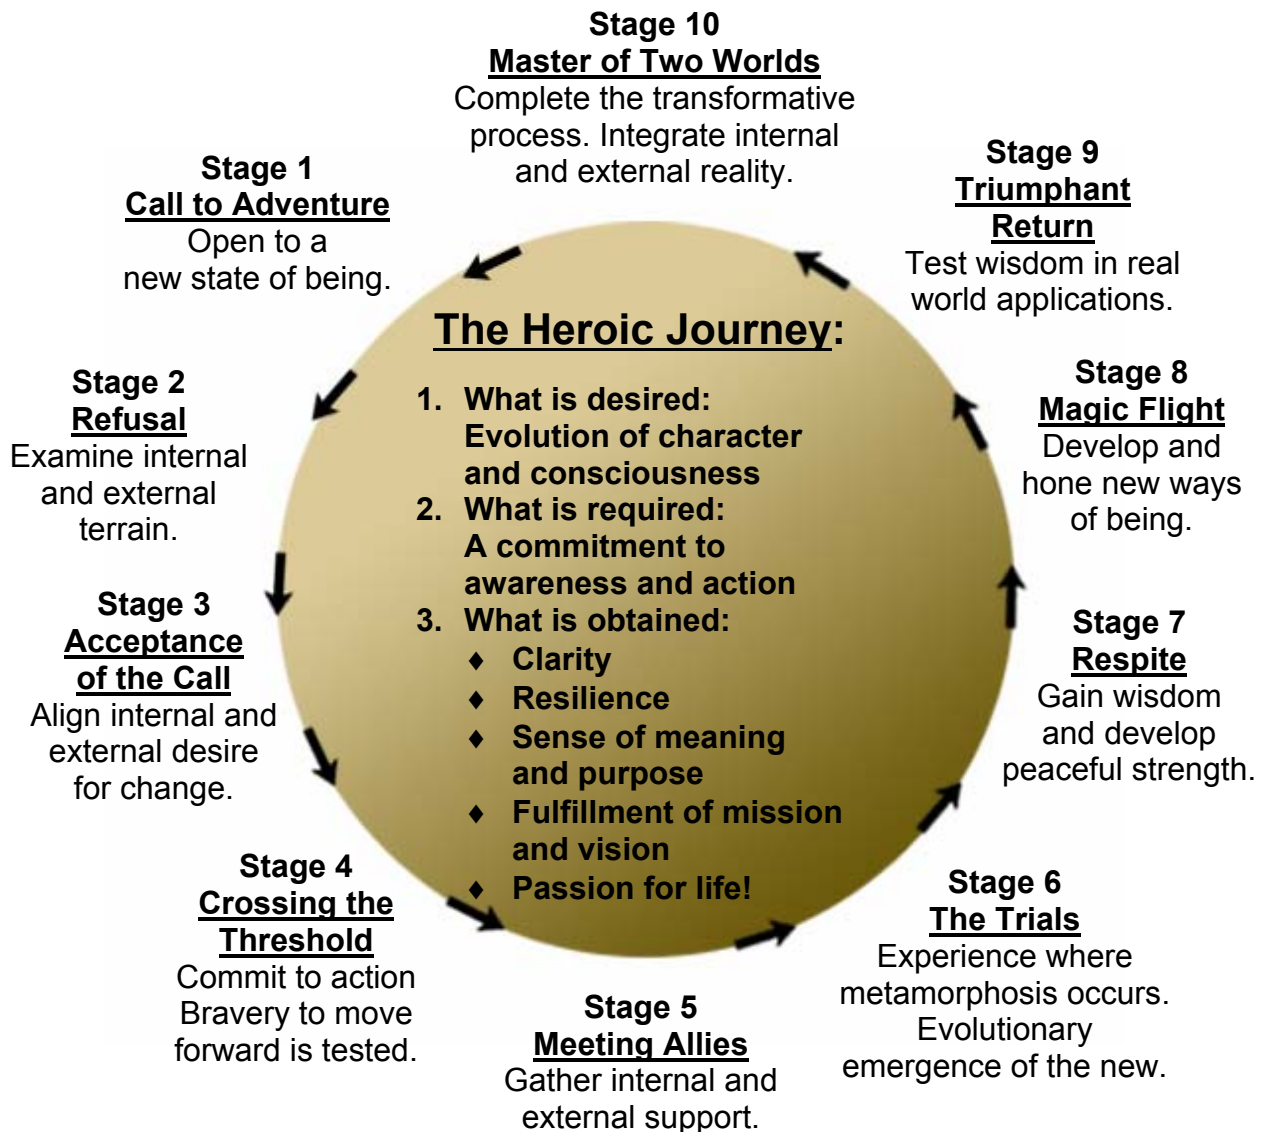 Stage 10
Master of Two Worlds
Complete the transformative
process. Integrate internal
and external reality.
Stage 1
Call to Adventure
Open to a
new state of being.
Stage 2
Refusal
Examine internal
and external
terrain.
Stage 3
Acceptance
of the Call
Align internal and
external desire
for change.
Stage 4
Crossing the
Threshold
Commit to action
Bravery to move
forward is tested.
Stage 5
Meeting Allies
Gather internal and
external support.
Stage 6
The Trials
Experience where
metamorphosis occurs.
Evolutionary
emergence of the new.
Stage 7
Respite
Gain wisdom
and develop
peaceful strength.
Stage 8
Magic Flight
Develop and
hone new ways
of being.
Stage 9
Triumphant
Return
Test wisdom in real
world applications.
The Heroic Journey:
1. What is desired:
Evolution of character
and consciousness
2. What is required:
A commitment to
awareness and action
3. What is obtained:
♦ Clarity
♦ Resilience
♦ Sense of meaning
and purpose
♦ Fulfillment of mission
and vision
♦ Passion for life!